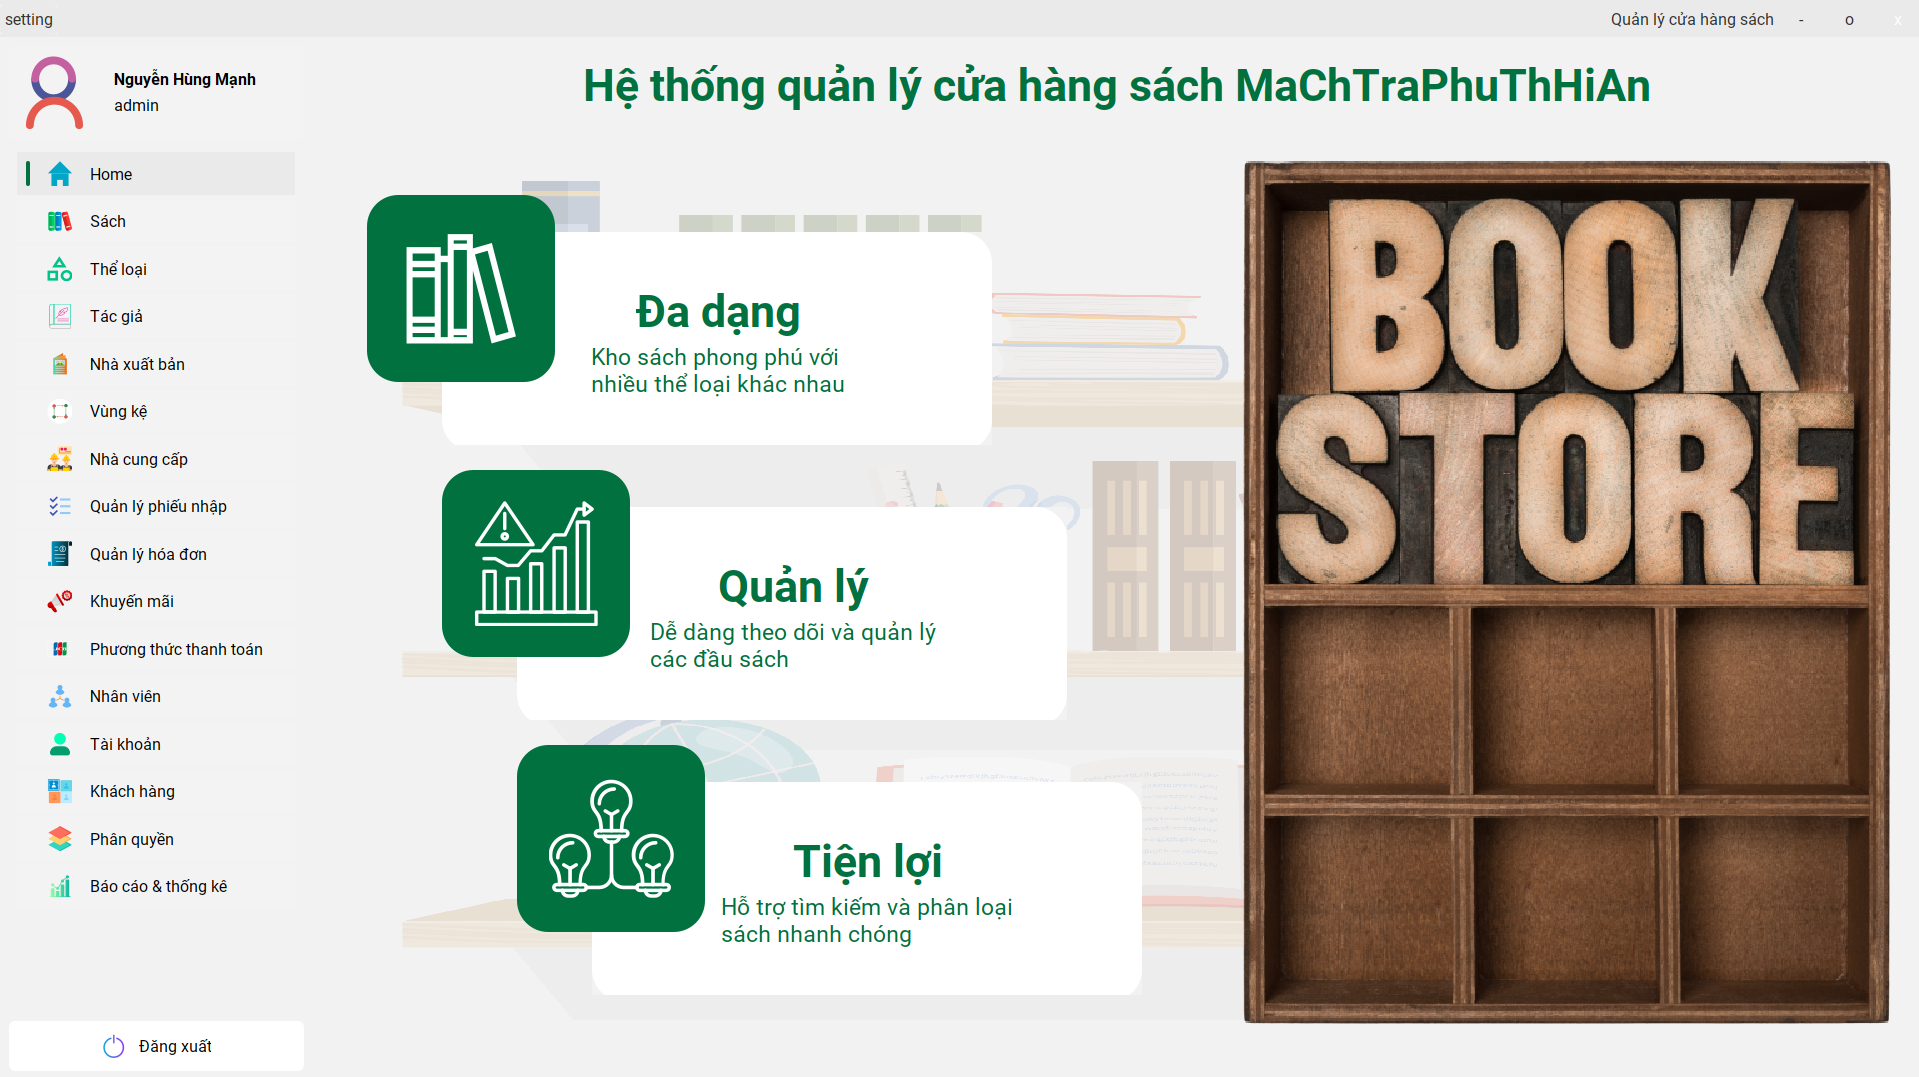 setting
Quản lý cửa hàng sách - o x
Nguyễn Hùng Mạnh
admin
Hệ thống quản lý cửa hàng sách MaChTraPhuThHiAn
Home
Sách
Thể loại
Tác giả
Nhà xuất bản
Vùng kệ
Nhà cung cấp
Quản lý phiếu nhập
Quản lý hóa đơn
Khuyến mãi
Phương thức thanh toán
Nhân viên
Tài khoản
Khách hàng
Phân quyền
Báo cáo & thống kê
Đăng xuất
Đa dạng
Kho sách phong phú với
nhiều thể loại khác nhau
Quản lý
Dễ dàng theo dõi và quản lý
các đầu sách
Tiện lợi
Hỗ trợ tìm kiếm và phân loại
sách nhanh chóng
BOOK
STORE